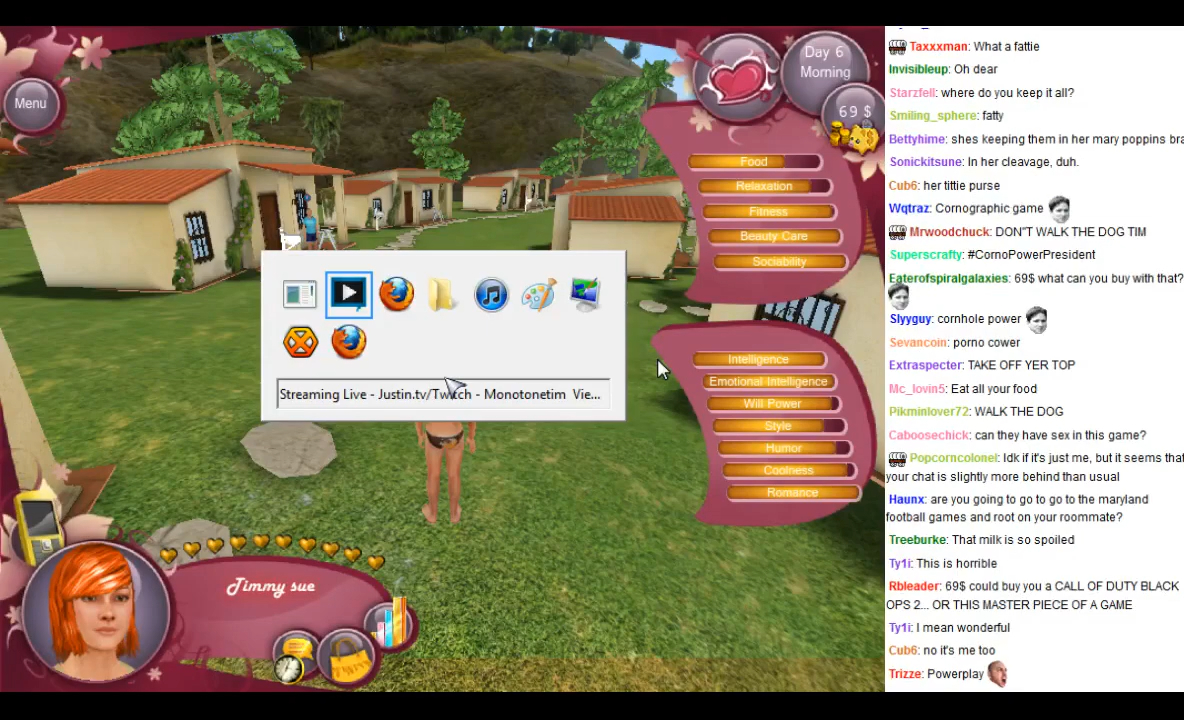 Menu
Day 6
Morning
69 $
Food
Relaxation
Fitness
Beauty Care
Sociability
Intelligence
Emotional Intelligence
Will Power
Style
Humor
Coolness
Romance
Streaming Live - Justin.tv/Twitch - Monotonetim Vie...
Jimmy sue
Taxxxman: What a fattie
Invisibleup: Oh dear
Starzfell: where do you keep it all?
Smiling_sphere: fatty
Bettyhime: shes keeping them in her mary poppins bra
Sonickitsune: In her cleavage, duh.
Cub6: her tittie purse
Wqtraz: Cornographic game
Mrwoodchuck: DON"T WALK THE DOG TIM
Superscrafty: #CornoPowerPresident
Eaterofspiralgalaxies: 69$ what can you buy with that?
Slyyguy: cornhole power
Sevancoin: porno cower
Extraspecter: TAKE OFF YER TOP
Mc_lovin5: Eat all your food
Pikminlover72: WALK THE DOG
Caboosechick: can they have sex in this game?
Popcorncolonel: Idk if it's just me, but it seems that
your chat is slightly more behind than usual
Haunx: are you going to go to go the maryland
football games and root on your roommate?
Treeburke: That milk is so spoiled
Ty1i: This is horrible
Rbleader: 69$ could buy you a CALL OF DUTY BLACK
OPS 2... OR THIS MASTER PIECE OF A GAME
Ty1i: I mean wonderful
Cub6: no it's me too
Trizze: Powerplay